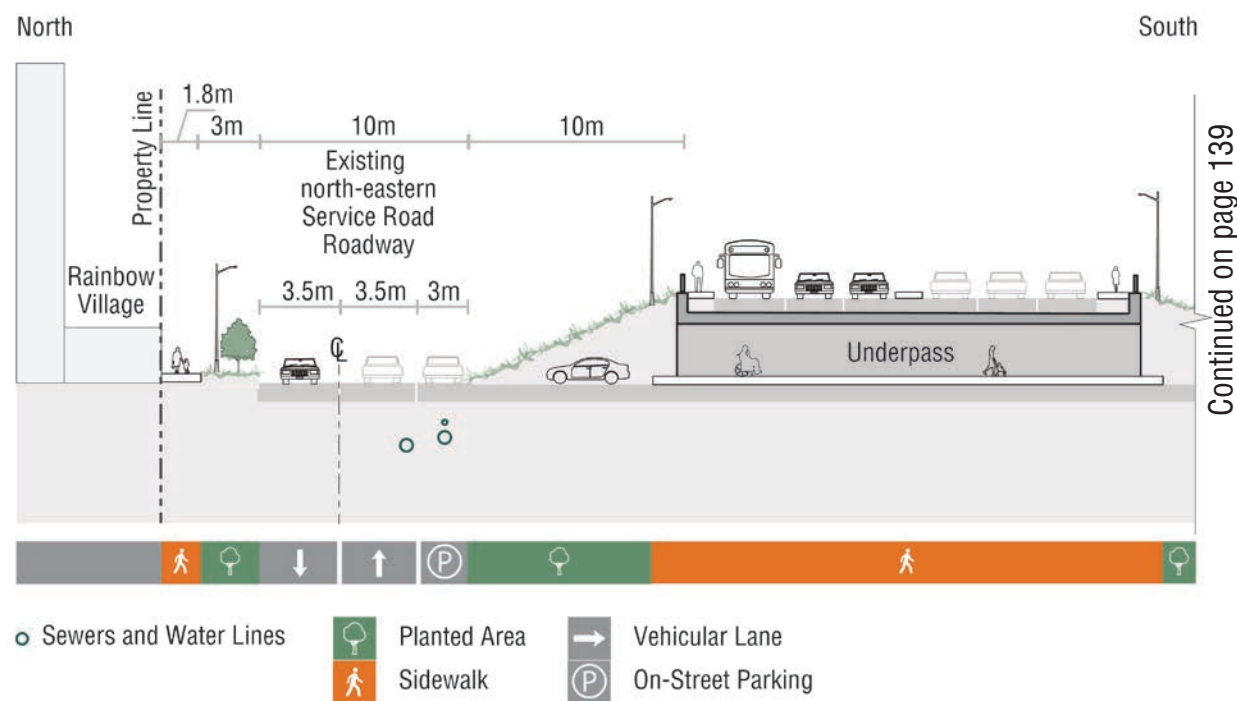 North
South
Property Line
1.8m
3m
10m
10m
Existing
north-eastern
Service Road
Roadway
Rainbow
Village
3.5m
3.5m
3m
℄
Underpass
Continued on page 139
P
Sewers and Water Lines
Planted Area
Vehicular Lane
Sidewalk
P
On-Street Parking